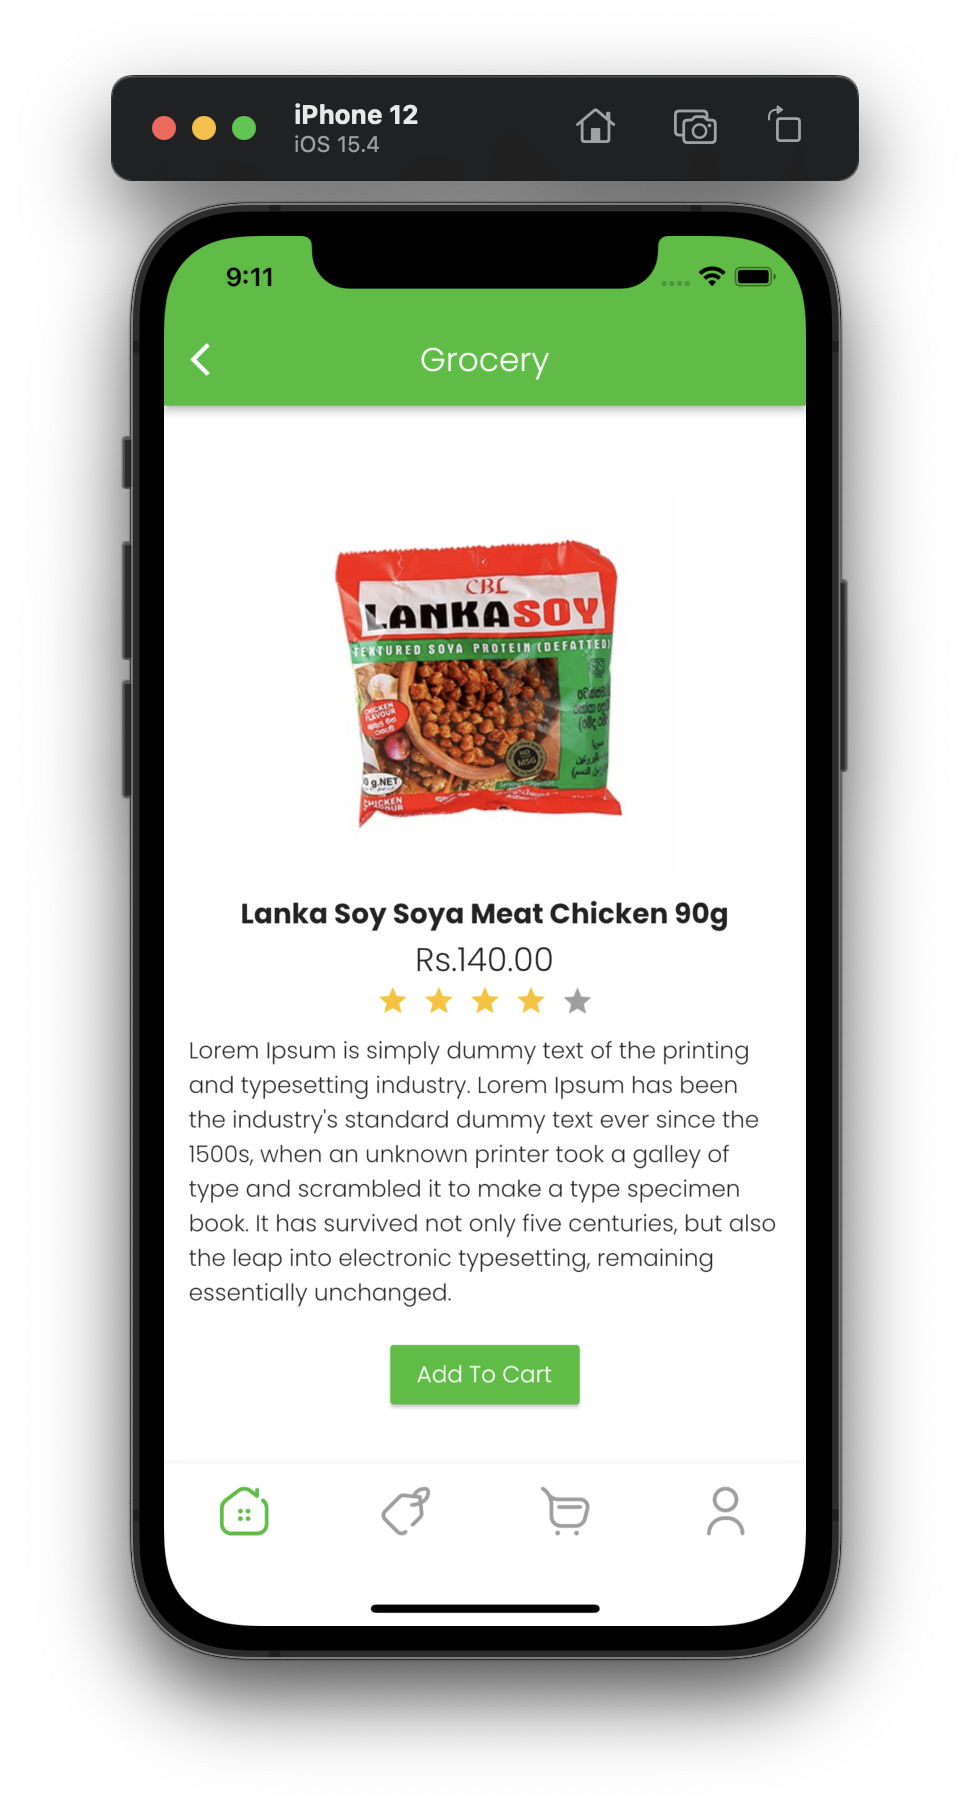 iPhone 12
iOS 15.4
9:11
Grocery
CBL
LANKASOY
TEXTURED SOYA PROTEIN (DEFATTED)
CHICKEN
FLAVOUR
NO
MSG
g.NET
CHICKEN
Lanka Soy Soya Meat Chicken 90g
Rs.140.00
Lorem Ipsum is simply dummy text of the printing
and typesetting industry. Lorem Ipsum has been
the industry's standard dummy text ever since the
1500s, when an unknown printer took a galley of
type and scrambled it to make a type specimen
book. It has survived not only five centuries, but also
the leap into electronic typesetting, remaining
essentially unchanged.
Add To Cart